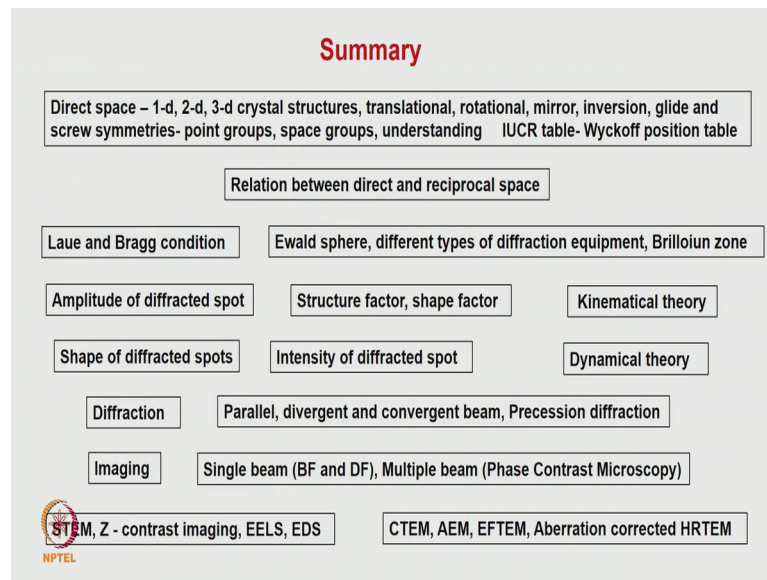 Summary
Direct space – 1-d, 2-d, 3-d crystal structures, translational, rotational, mirror, inversion, glide and
screw symmetries- point groups, space groups, understanding IUCR table- Wyckoff position table
Relation between direct and reciprocal space
Laue and Bragg condition
Ewald sphere, different types of diffraction equipment, Brilloiun zone
Amplitude of diffracted spot
Structure factor, shape factor
Kinematical theory
Shape of diffracted spots
Intensity of diffracted spot
Dynamical theory
Diffraction
Parallel, divergent and convergent beam, Precession diffraction
Imaging
Single beam (BF and DF), Multiple beam (Phase Contrast Microscopy)
STEM, Z - contrast imaging, EELS, EDS
CTEM, AEM, EFTEM, Aberration corrected HRTEM
NPTEL